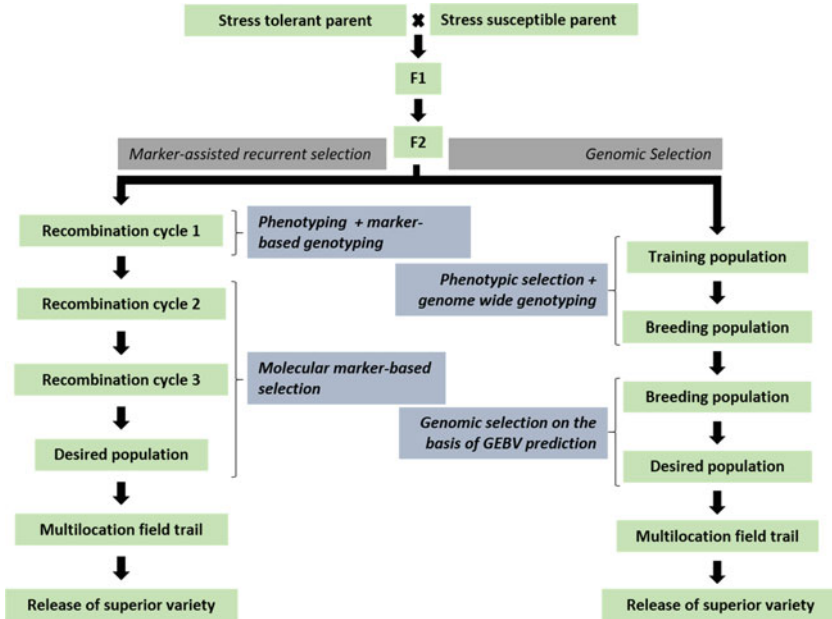 Stress tolerant parent
Stress susceptible parent
F1
F2
Marker-assisted recurrent selection
Genomic Selection
Recombination cycle 1
Phenotyping + marker-
based genotyping
Recombination cycle 2
Recombination cycle 3
Molecular marker-based
selection
Desired population
Multilocation field trail
Release of superior variety
Training population
Phenotypic selection +
genome wide genotyping
Breeding population
Breeding population
Genomic selection on the
basis of GEBV prediction
Desired population
Multilocation field trail
Release of superior variety